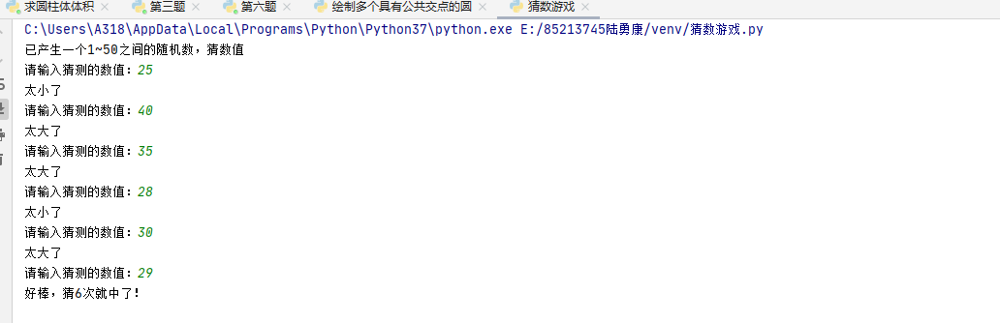 求圆柱体体积 第三题 第六题 绘制多个具有公共交点的圆 猜数游戏
C:\Users\A318\AppData\Local\Programs\Python\Python37\python.exe E:/85213745陆勇康/venv/猜数游戏.py
已产生一个1~50之间的随机数，猜数值
请输入猜测的数值：25
太小了
请输入猜测的数值：40
太大了
请输入猜测的数值：35
太大了
请输入猜测的数值：28
太小了
请输入猜测的数值：30
太大了
请输入猜测的数值：29
好棒，猜6次就中了!